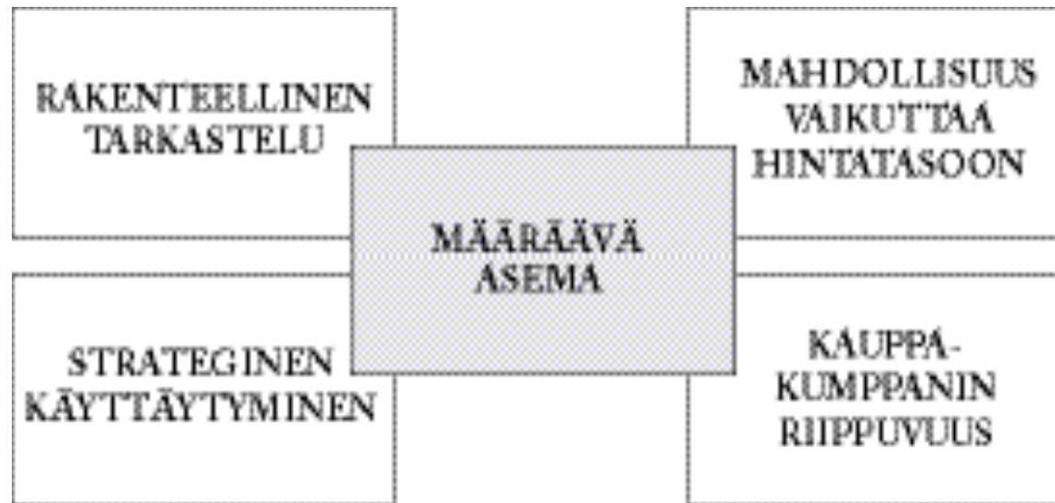 RAKENTEELLINEN
TARKASTELU
MAHDOLLISUUS
VAIKUTTAA
HINTATASOON
MÄÄRÄÄVÄ
ASEMA
STRATEGINEN
KÄYTTÄYTYMINEN
KAUPPA-
KUMPPANIN
RIIPPUVUUS